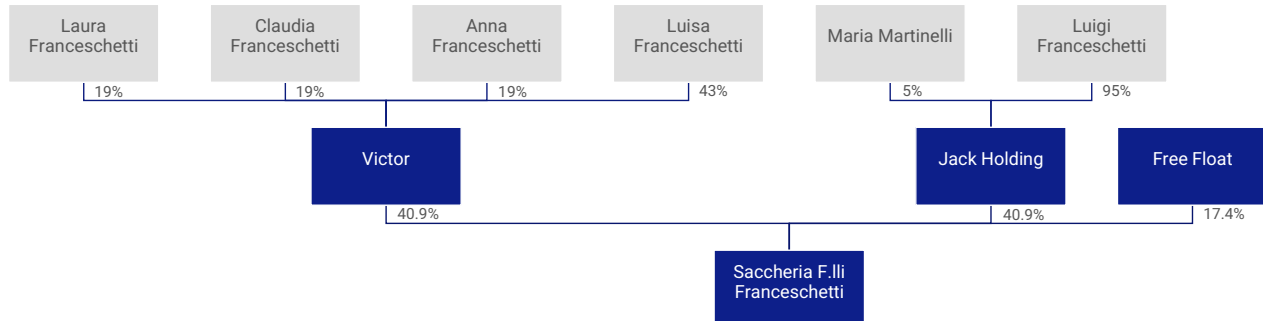 Laura
Franceschetti
Claudia
Franceschetti
Anna
Franceschetti
Luisa
Franceschetti
Maria Martinelli
Luigi
Franceschetti
19%
19%
19%
43%
5%
95%
Victor
Jack Holding
Free Float
40.9%
40.9%
17.4%
Saccheria F.lli
Franceschetti